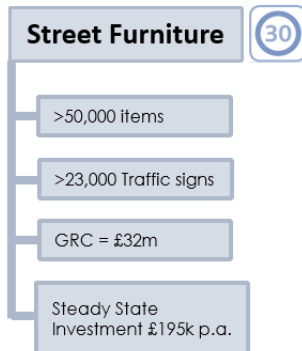 Street Furniture
30
>50,000 items
>23,000 Traffic signs
GRC = £32m
Steady State
Investment £195k p.a.